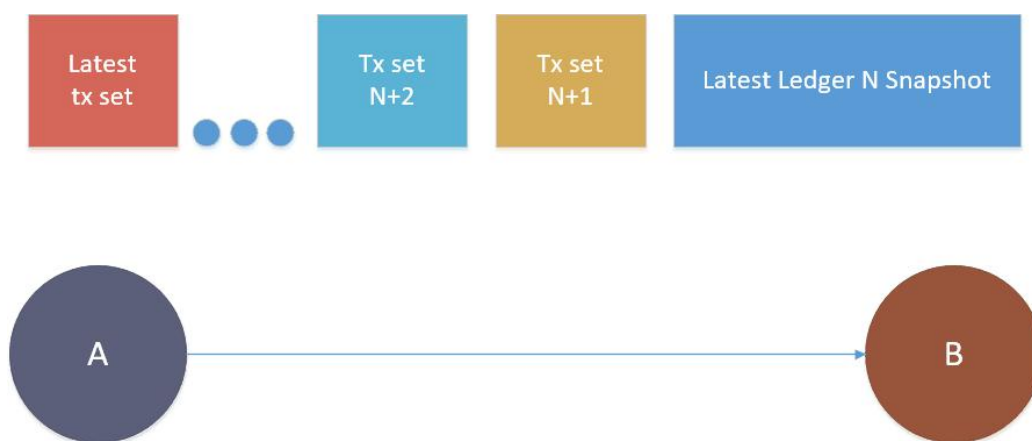 Latest
tx set
Tx set
N+2
Tx set
N+1
Latest Ledger N Snapshot
A
B